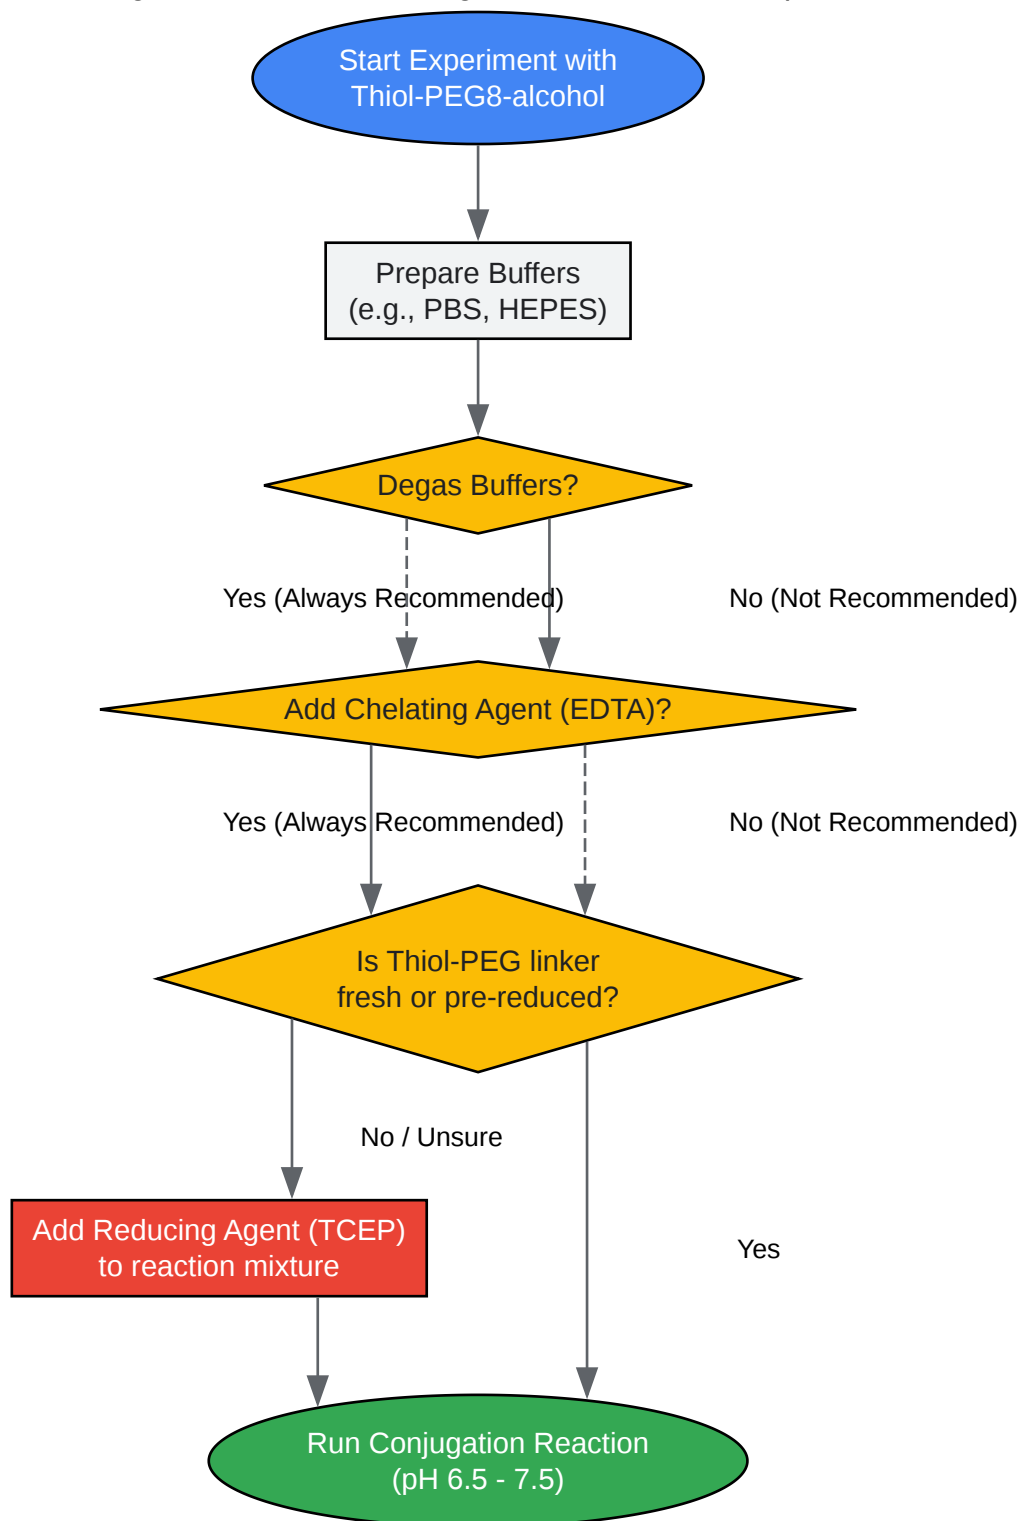 Start Experiment with
Thiol-PEG8-alcohol
Prepare Buffers
(e.g., PBS, HEPES)
Degas Buffers?
Yes (Always Recommended)
No (Not Recommended)
Add Chelating Agent (EDTA)?
Yes (Always Recommended)
No (Not Recommended)
Is Thiol-PEG linker
fresh or pre-reduced?
No / Unsure
Add Reducing Agent (TCEP)
to reaction mixture
Yes
Run Conjugation Reaction
(pH 6.5 - 7.5)